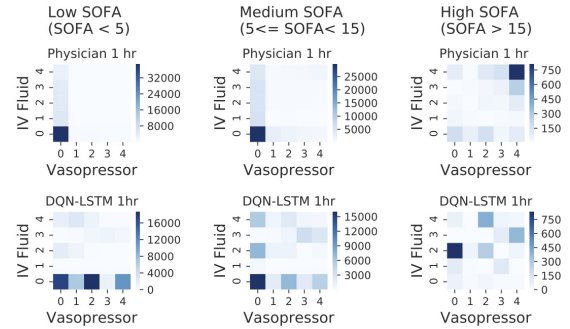 Low SOFA
(SOFA < 5)
Medium SOFA
(5<= SOFA< 15)
High SOFA
(SOFA > 15)
Physician 1 hr
Physician 1 hr
Physician 1 hr
IV Fluid
4
3
2
1
0
0 1 2 3 4
Vasopressor
32000
24000
16000
8000
IV Fluid
4
3
2
1
0
0 1 2 3 4
Vasopressor
25000
20000
15000
10000
5000
IV Fluid
4
3
2
1
0
0 1 2 3 4
Vasopressor
750
600
450
300
150
DQN-LSTM 1hr
DQN-LSTM 1hr
DQN-LSTM 1hr
IV Fluid
4
3
2
1
0
0 1 2 3 4
Vasopressor
16000
12000
8000
4000
0
IV Fluid
4
3
2
1
0
0 1 2 3 4
Vasopressor
15000
12000
9000
6000
3000
IV Fluid
4
3
2
1
0
0 1 2 3 4
Vasopressor
750
600
450
300
150
0